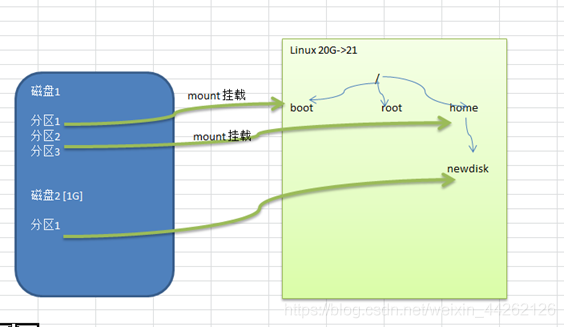 磁盘1
分区1
分区2
分区3
磁盘2 [1G]
分区1
mount 挂载
mount 挂载
Linux 20G->21
/
boot
root
home
newdisk
https://blog.csdn.net/weixin_44262126